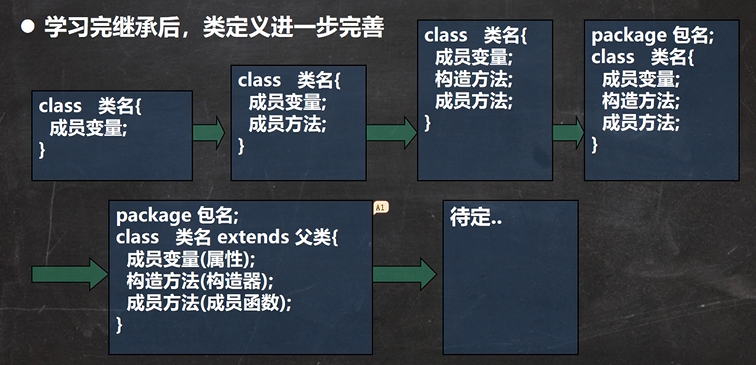 ● 学习完继承后，类定义进一步完善
class 类名{
成员变量;
}
class 类名{
成员变量;
成员方法;
}
class 类名{
成员变量;
构造方法;
成员方法;
}
package 包名;
class 类名{
成员变量;
构造方法;
成员方法;
}
package 包名;
class 类名 extends 父类{
成员变量(属性);
构造方法(构造器);
成员方法(成员函数);
}
A1
待定..